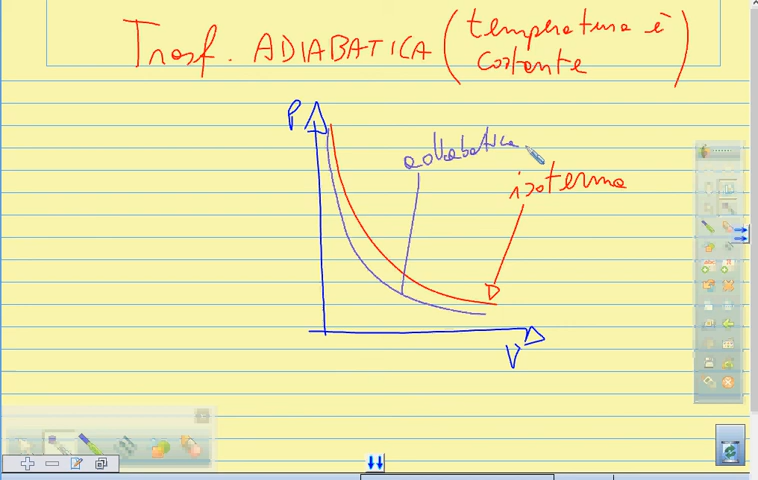 Trasf. ADIABATICA (temperatura è
costante)
P
adiabatica
isoterma
V